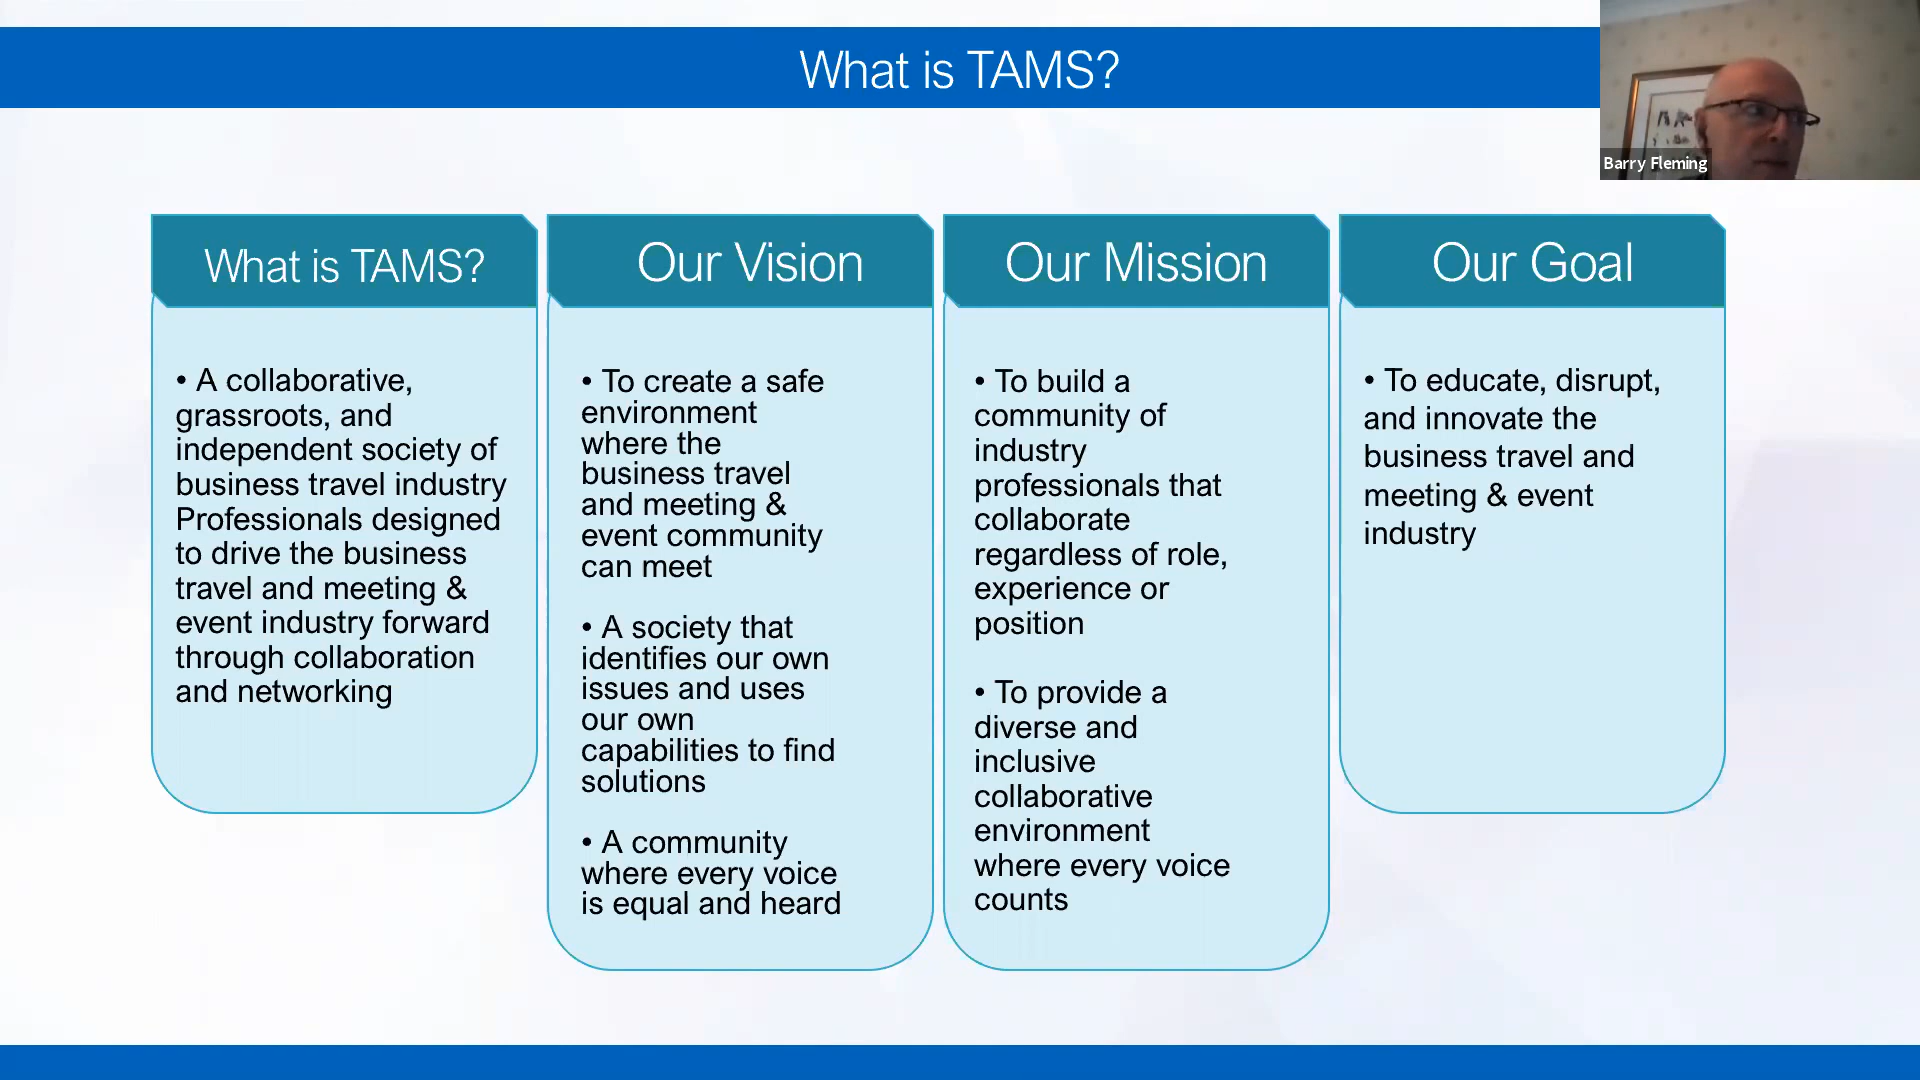 What is TAMS?
Barry Fleming
What is TAMS?
• A collaborative,
grassroots, and
independent society of
business travel industry
Professionals designed
to drive the business
travel and meeting &
event industry forward
through collaboration
and networking
Our Vision
• To create a safe
environment
where the
business travel
and meeting &
event community
can meet
• A society that
identifies our own
issues and uses
our own
capabilities to find
solutions
• A community
where every voice
is equal and heard
Our Mission
• To build a
community of
industry
professionals that
collaborate
regardless of role,
experience or
position
• To provide a
diverse and
inclusive
collaborative
environment
where every voice
counts
Our Goal
• To educate, disrupt,
and innovate the
business travel and
meeting & event
industry